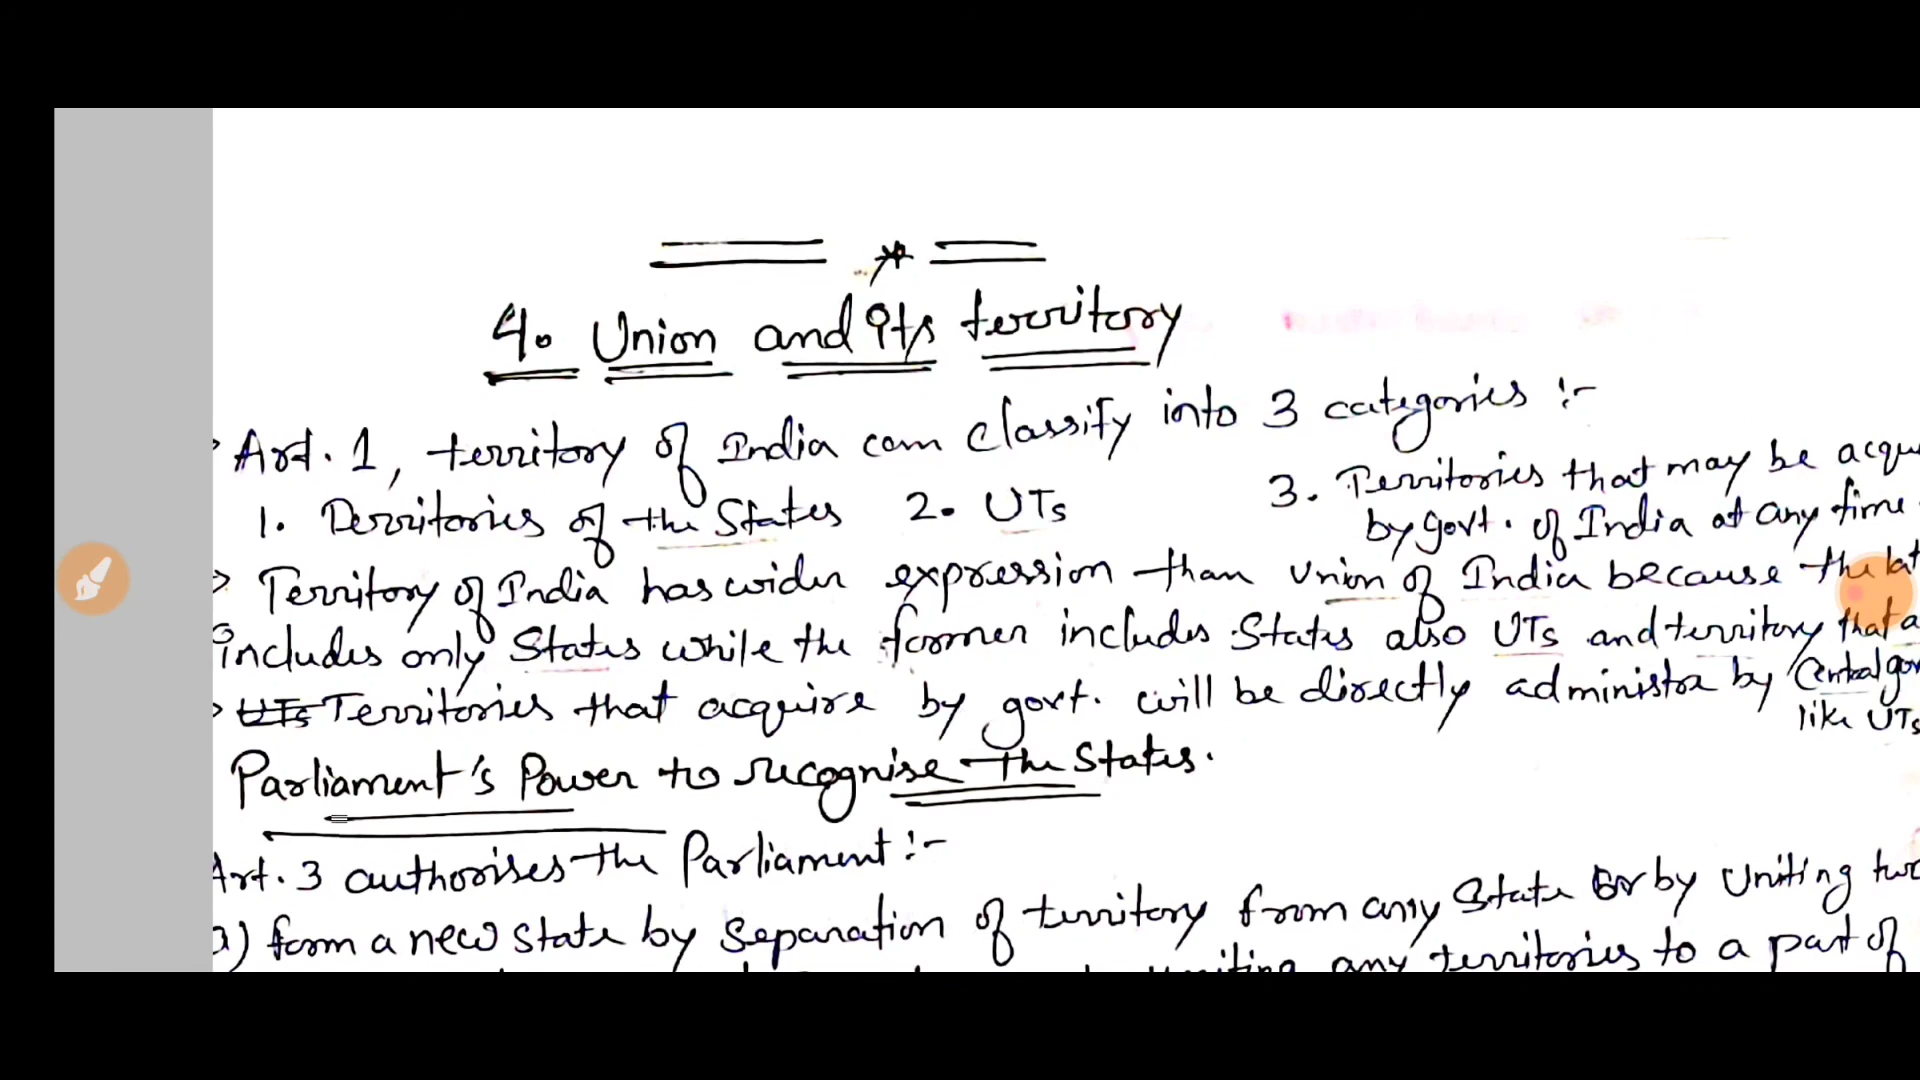 4. Union and Its territory
Art. 1, territory of India can classify into 3 categories :-
1. Territories of the States 2. UTs 3. Territories that may be acqu
by govt. of India at any time
Territory of India has wider expression than Union of India because the lat
includes only States while the former includes States also UTs and territory that a
UTs Territories that acquire by govt. will be directly administra by Central gov
like UTs
Parliament's Power to recognise the States.
Art. 3 authorises the Parliament :-
a) form a new state by separation of territory from any State or by Uniting two
uniting any territories to a part of